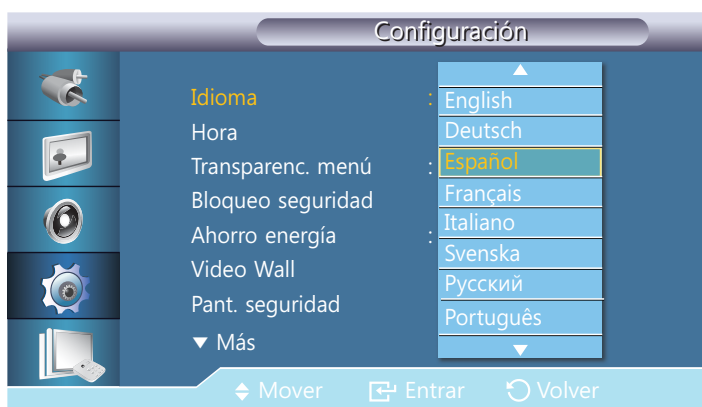 Configuración
▲
Idioma : English
Hora Deutsch
Transparenc. menú : Español
Bloqueo seguridad Français
Ahorro energía : Italiano
Video Wall Svenska
Pant. seguridad Русский
▼ Más Português
▼
Mover Entrar Volver